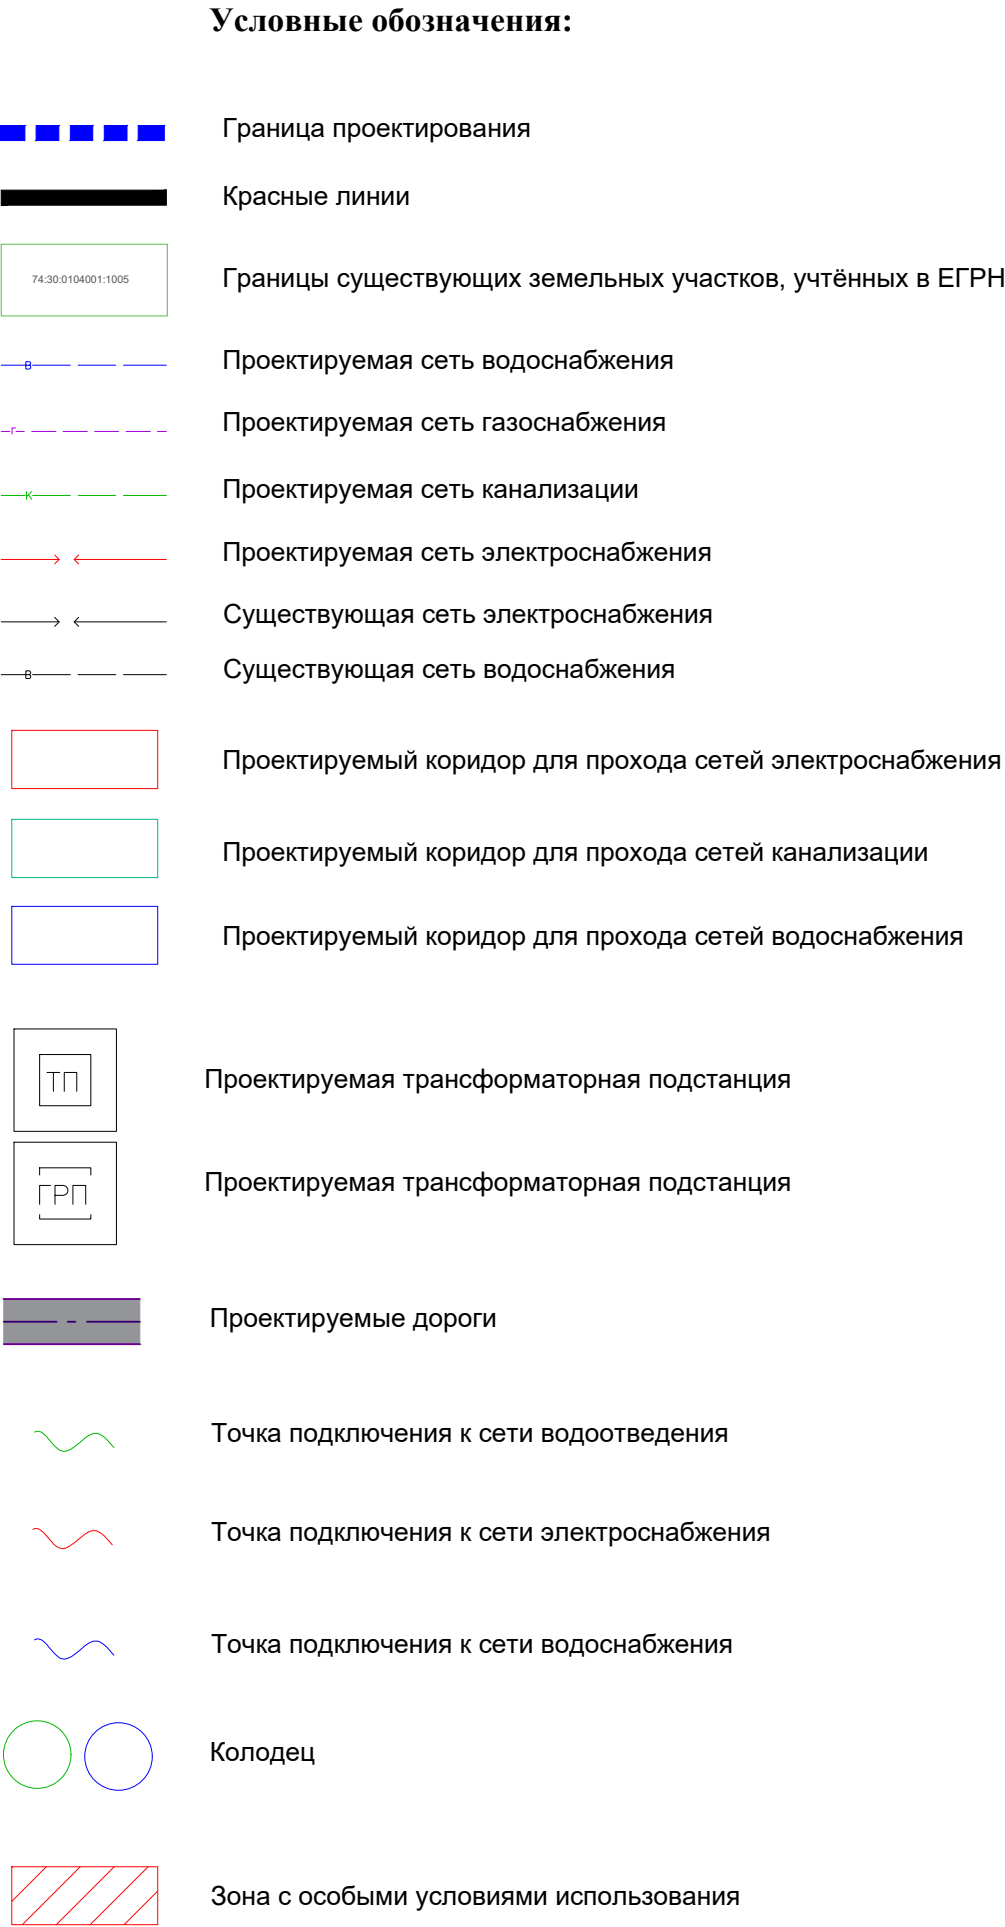 Условные обозначения:
Граница проектирования
Красные линии
74:30:0104001:1005
Границы существующих земельных участков, учтённых в ЕГРН
В
Проектируемая сеть водоснабжения
Г
Проектируемая сеть газоснабжения
К
Проектируемая сеть канализации
Проектируемая сеть электроснабжения
Существующая сеть электроснабжения
В
Существующая сеть водоснабжения
Проектируемый коридор для прохода сетей электроснабжения
Проектируемый коридор для прохода сетей канализации
Проектируемый коридор для прохода сетей водоснабжения
ТП
Проектируемая трансформаторная подстанция
ГРП
Проектируемая трансформаторная подстанция
Проектируемые дороги
Точка подключения к сети водоотведения
Точка подключения к сети электроснабжения
Точка подключения к сети водоснабжения
Колодец
Зона с особыми условиями использования